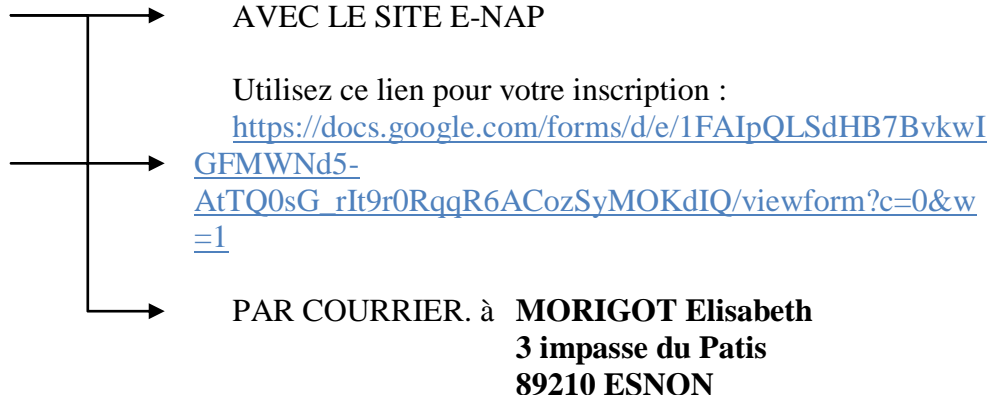 AVEC LE SITE E-NAP
Utilisez ce lien pour votre inscription :
https://docs.google.com/forms/d/e/1FAIpQLSdHB7BvkwI
GFMWNd5-
AtTQ0sG_rIt9r0RqqR6ACozSyMOKdIQ/viewform?c=0&w
=1
PAR COURRIER. à MORIGOT Elisabeth
3 impasse du Patis
89210 ESNON